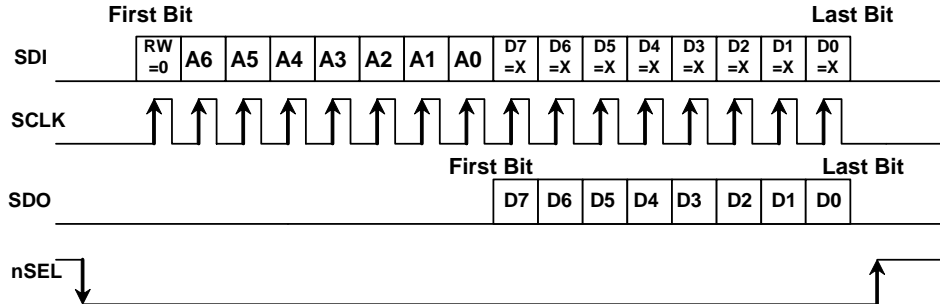 First Bit Last Bit
SDI RW =0 A6 A5 A4 A3 A2 A1 A0 D7 =X D6 =X D5 =X D4 =X D3 =X D2 =X D1 =X D0 =X
SCLK
First Bit Last Bit
SDO D7 D6 D5 D4 D3 D2 D1 D0
nSEL